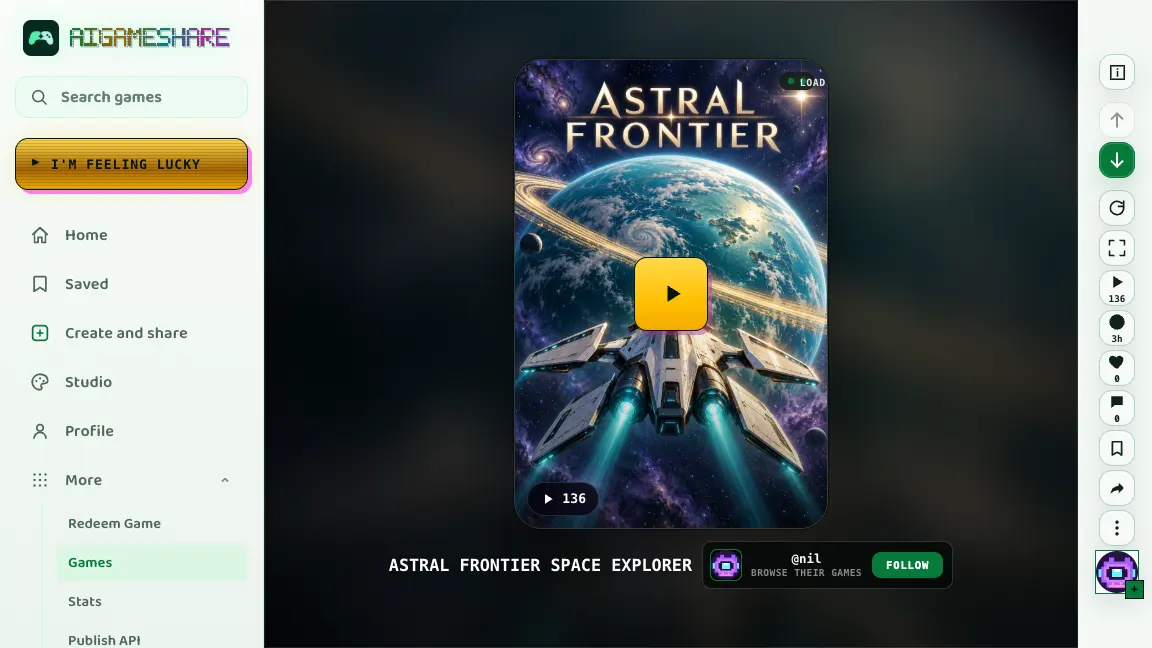 AIGAMESHARE
Search games
I'M FEELING LUCKY
Home
Saved
Create and share
Studio
Profile
More
Redeem Game
Games
Stats
Publish API
LOAD
ASTRAL
FRONTIER
136
ASTRAL FRONTIER SPACE EXPLORER
@nil
BROWSE THEIR GAMES
FOLLOW
136
3h
0
0